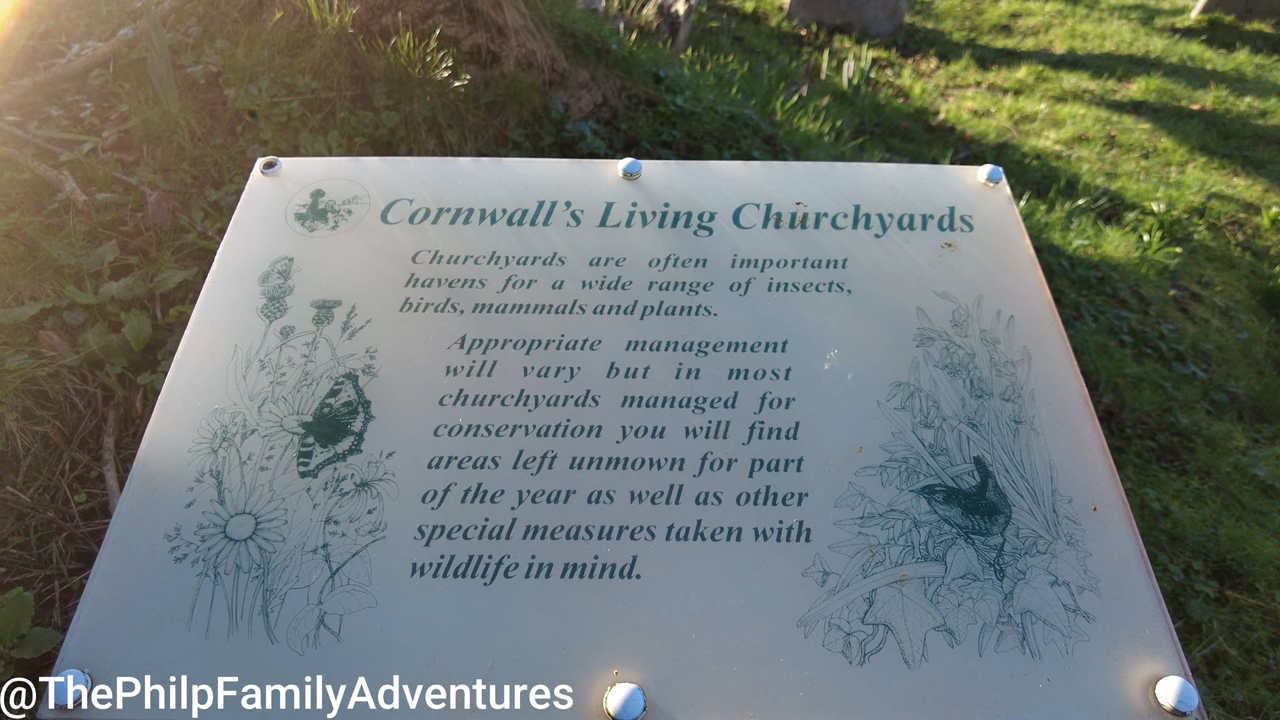 Cornwall's Living Churchyards
Churchyards are often important
havens for a wide range of insects,
birds, mammals and plants.
Appropriate management
will vary but in most
churchyards managed for
conservation you will find
areas left unmown for part
of the year as well as other
special measures taken with
wildlife in mind.
@ThePhilpFamilyAdventures